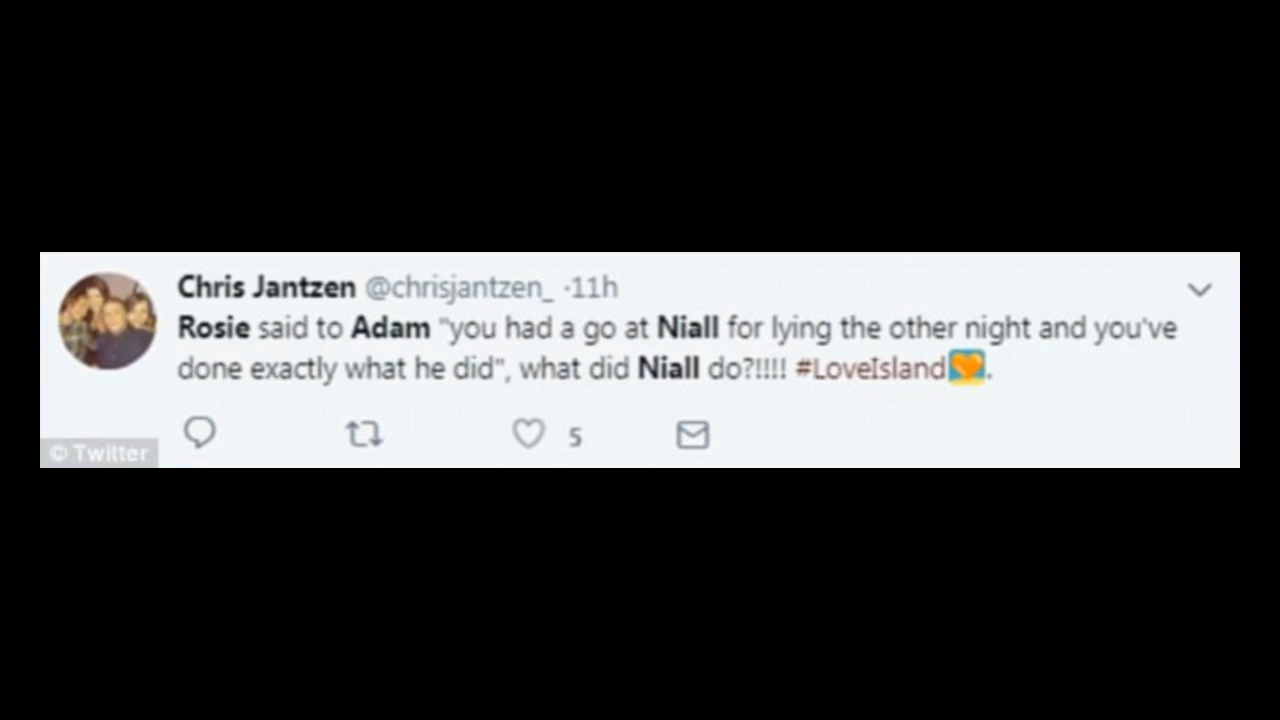 Chris Jantzen @chrisjantzen_ ·11h
Rosie said to Adam "you had a go at Niall for lying the other night and you've
done exactly what he did", what did Niall do?!!!! #LoveIsland🧡.
5
© Twitter